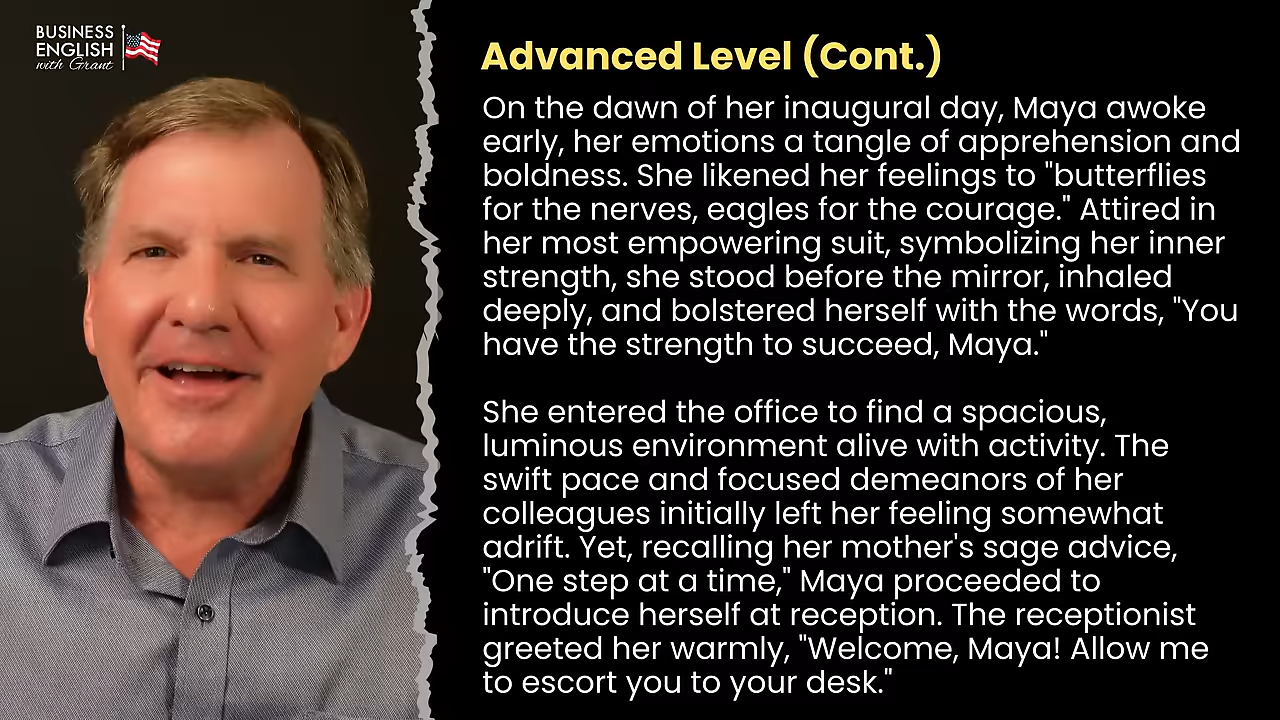 BUSINESS
ENGLISH
with Grant
Advanced Level (Cont.)
On the dawn of her inaugural day, Maya awoke
early, her emotions a tangle of apprehension and
boldness. She likened her feelings to "butterflies
for the nerves, eagles for the courage." Attired in
her most empowering suit, symbolizing her inner
strength, she stood before the mirror, inhaled
deeply, and bolstered herself with the words, "You
have the strength to succeed, Maya."
She entered the office to find a spacious,
luminous environment alive with activity. The
swift pace and focused demeanors of her
colleagues initially left her feeling somewhat
adrift. Yet, recalling her mother's sage advice,
"One step at a time," Maya proceeded to
introduce herself at reception. The receptionist
greeted her warmly, "Welcome, Maya! Allow me
to escort you to your desk."